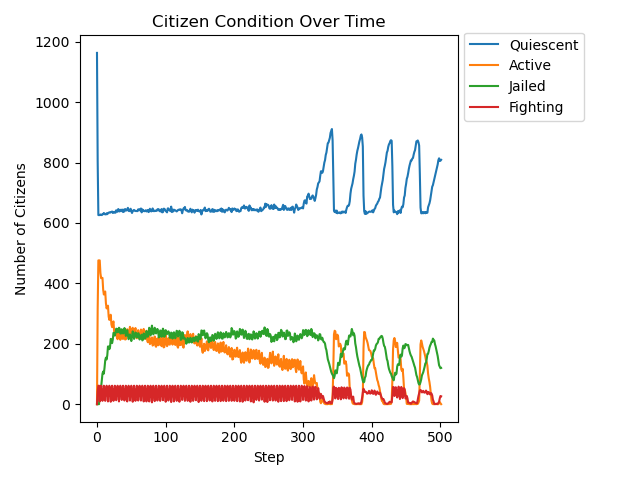 Citizen Condition Over Time
1200
1000
800
600
400
200
0
Number of Citizens
0 100 200 300 400 500
Step
Quiescent
Active
Jailed
Fighting